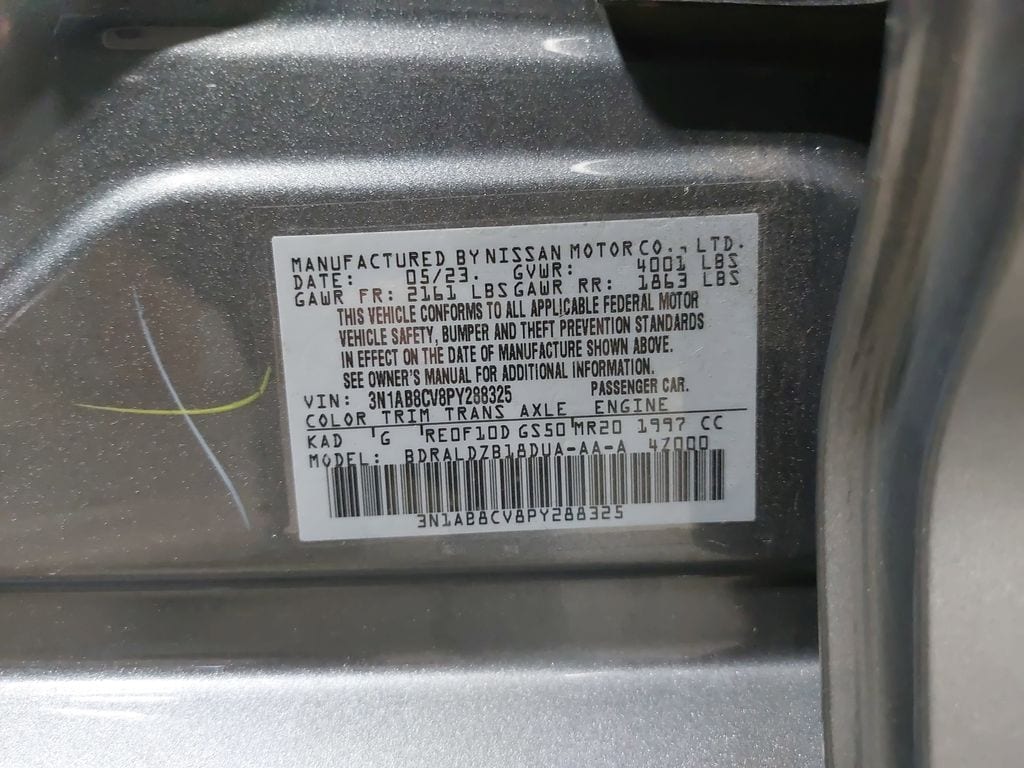 MANUFACTURED BY NISSAN MOTOR CO., LTD.
DATE: 05/23. GVWR: 4001 LBS
GAWR FR: 2161 LBS GAWR RR: 1863 LBS
THIS VEHICLE CONFORMS TO ALL APPLICABLE FEDERAL MOTOR
VEHICLE SAFETY, BUMPER AND THEFT PREVENTION STANDARDS
IN EFFECT ON THE DATE OF MANUFACTURE SHOWN ABOVE.
SEE OWNER'S MANUAL FOR ADDITIONAL INFORMATION.
VIN: 3N1AB8CV8PY288325 PASSENGER CAR.
COLOR TRIM TRANS AXLE ENGINE
KAD 'G 'RE0F10D GS50 'MR20 1997 CC
MODEL: BDRALDZB18DUA-AA-A 4Z000
3N1AB8CV8PY288325